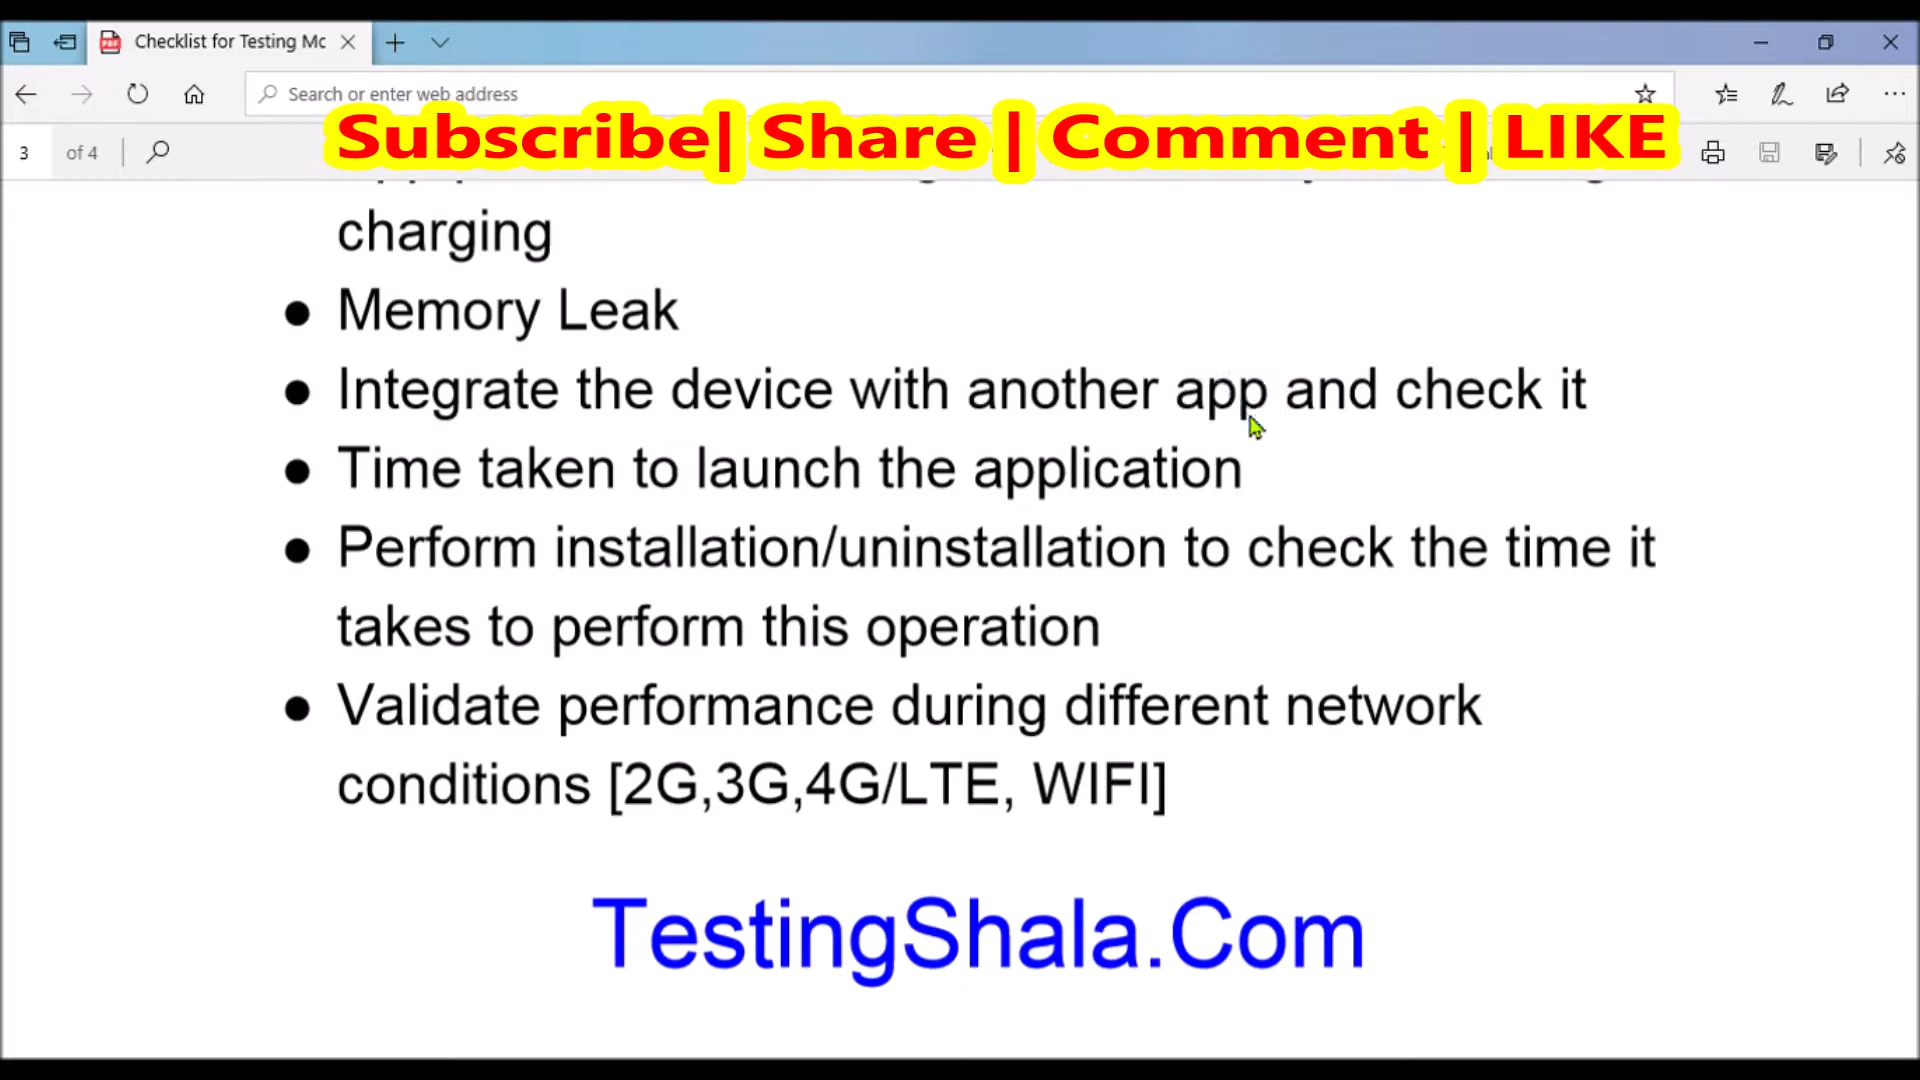 Checklist for Testing Mc
Search or enter web address
Subscribe| Share | Comment | LIKE
3 of 4
charging
● Memory Leak
● Integrate the device with another app and check it
● Time taken to launch the application
● Perform installation/uninstallation to check the time it
takes to perform this operation
● Validate performance during different network
conditions [2G,3G,4G/LTE, WIFI]
TestingShala.Com